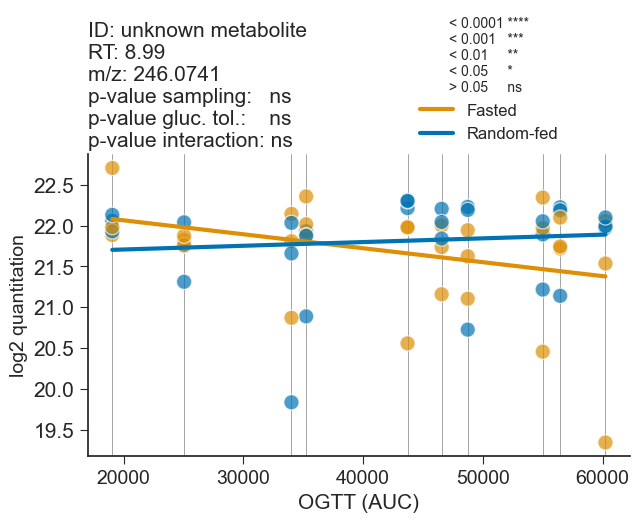 ID: unknown metabolite
RT: 8.99
m/z: 246.0741
p-value sampling: ns
p-value gluc. tol.: ns
p-value interaction: ns
< 0.0001 ****
< 0.001 ***
< 0.01 **
< 0.05 *
> 0.05 ns
Fasted
Random-fed
log2 quantitation
22.5
22.0
21.5
21.0
20.5
20.0
19.5
20000 30000 40000 50000 60000
OGTT (AUC)